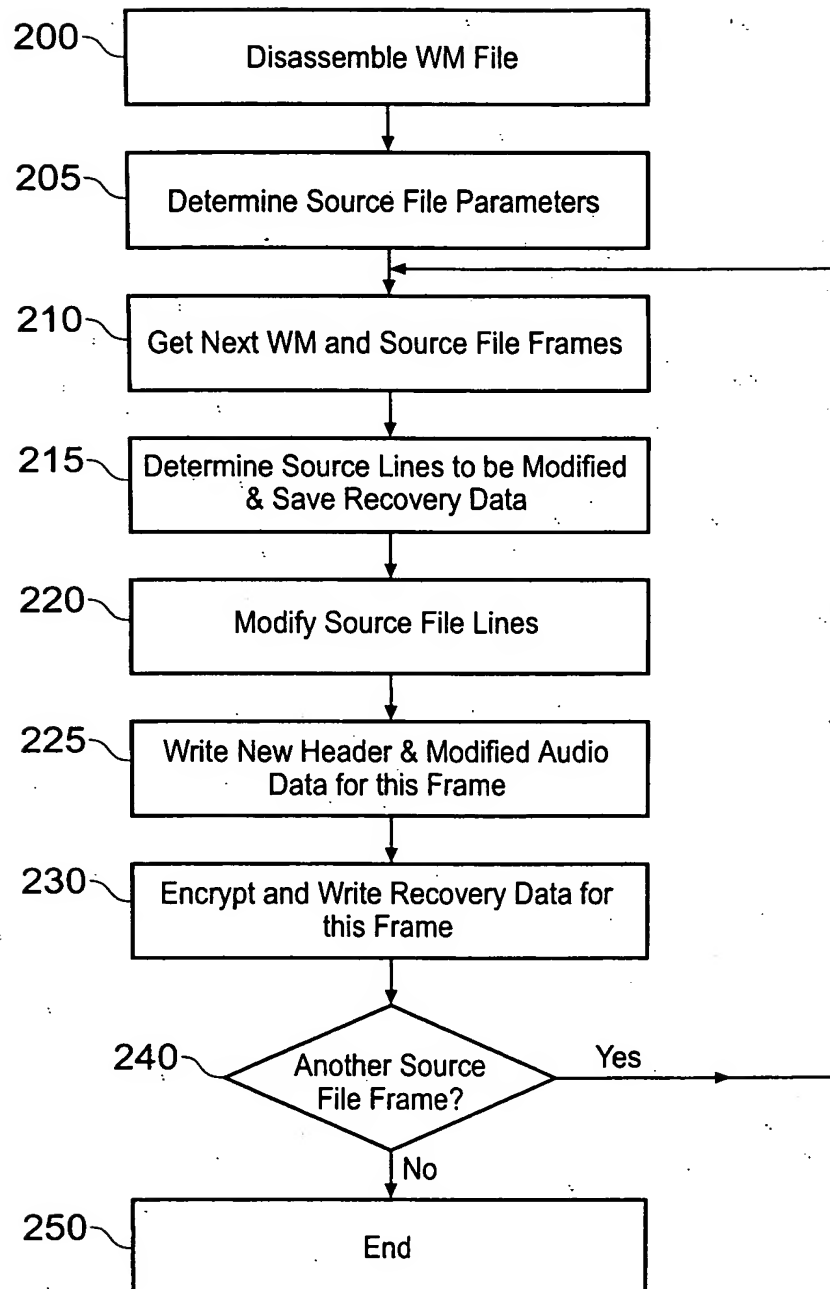 200
Disassemble WM File
205
Determine Source File Parameters
210
Get Next WM and Source File Frames
215
Determine Source Lines to be Modified
& Save Recovery Data
220
Modify Source File Lines
225
Write New Header & Modified Audio
Data for this Frame
230
Encrypt and Write Recovery Data for
this Frame
240
Another Source
File Frame?
Yes
No
250
End